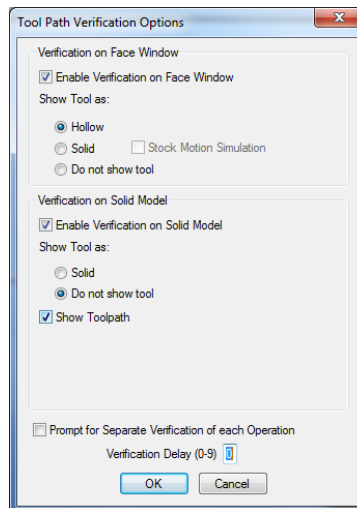 Tool Path Verification Options
Verification on Face Window
Enable Verification on Face Window
Show Tool as:
Hollow
Solid Stock Motion Simulation
Do not show tool
Verification on Solid Model
Enable Verification on Solid Model
Show Tool as:
Solid
Do not show tool
Show Toolpath
Prompt for Separate Verification of each Operation
Verification Delay (0-9) 0
OK Cancel